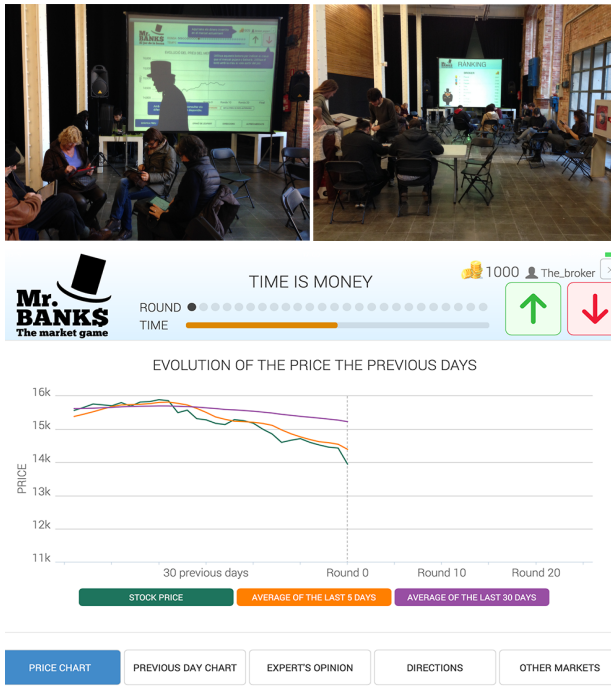 Mr.
BANKS
RANKING
Mr.
BANK$
The market game
TIME IS MONEY
1000 The_broker
ROUND
TIME
EVOLUTION OF THE PRICE THE PREVIOUS DAYS
16k
15k
14k
13k
12k
11k
PRICE
30 previous days Round 0 Round 10 Round 20
STOCK PRICE AVERAGE OF THE LAST 5 DAYS AVERAGE OF THE LAST 30 DAYS
PRICE CHART PREVIOUS DAY CHART EXPERT'S OPINION DIRECTIONS OTHER MARKETS